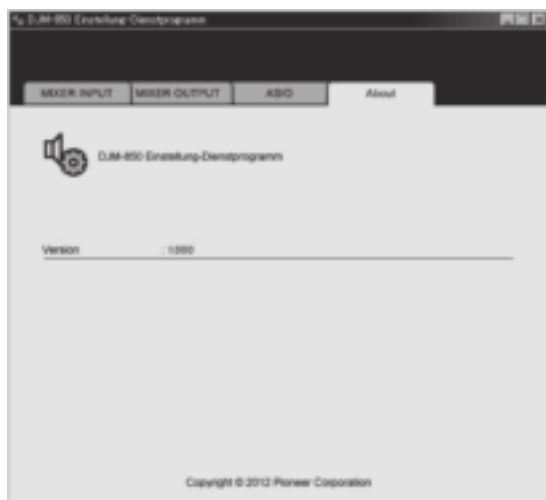 DJM-850 Einstellung-Dienstprogramm
MIXER INPUT MIXER OUTPUT ASIO About
DJM-850 Einstellung-Dienstprogramm
Version : 1.000
Copyright © 2012 Pioneer Corporation